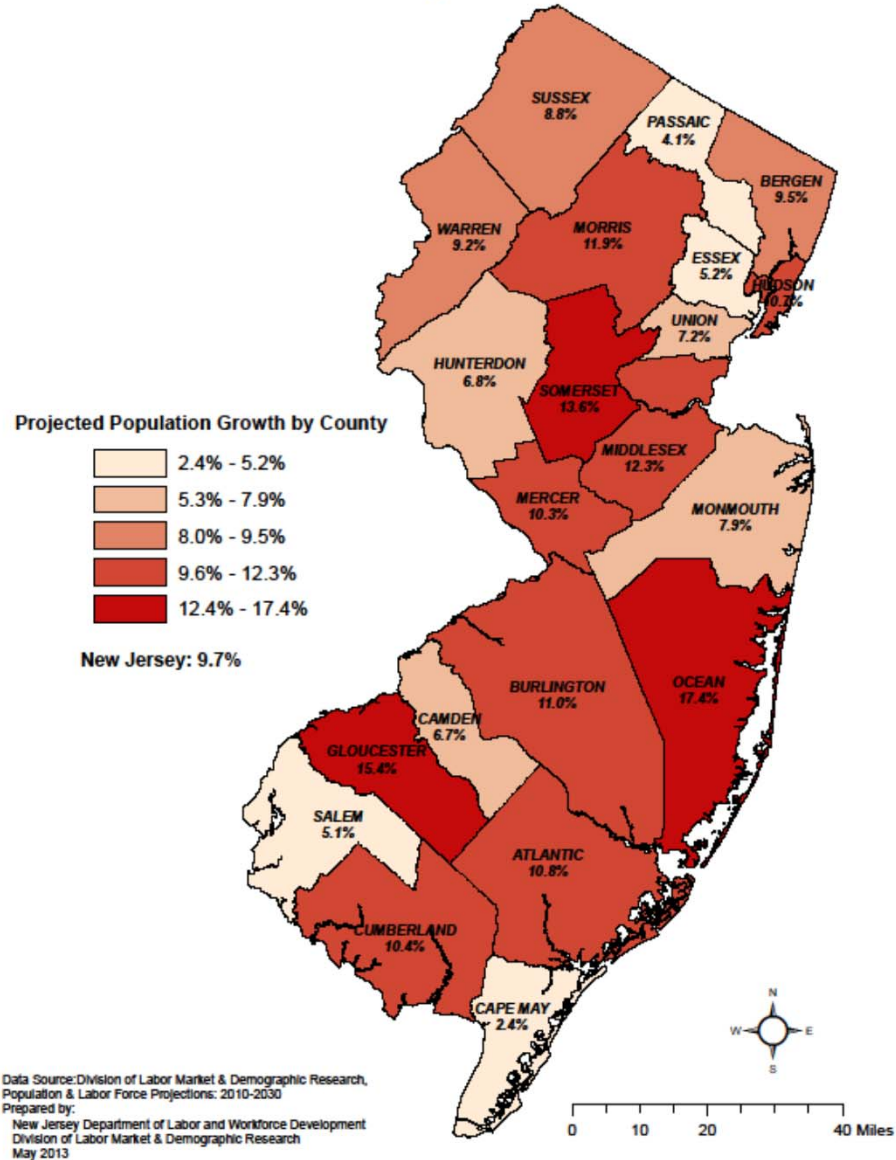 SUSSEX
8.8%
PASSAIC
4.1%
BERGEN
9.5%
WARREN
9.2%
MORRIS
11.9%
ESSEX
5.2%
HUDSON
10.7%
UNION
7.2%
HUNTERDON
6.8%
SOMERSET
13.6%
Projected Population Growth by County
2.4% - 5.2%
5.3% - 7.9%
8.0% - 9.5%
9.6% - 12.3%
12.4% - 17.4%
New Jersey: 9.7%
MIDDLESEX
12.3%
MERCER
10.3%
MONMOUTH
7.9%
BURLINGTON
11.0%
OCEAN
17.4%
CAMDEN
6.7%
GLOUCESTER
15.4%
SALEM
5.1%
ATLANTIC
10.8%
CUMBERLAND
10.4%
CAPE MAY
2.4%
N
W E
S
Data Source:Division of Labor Market & Demographic Research,
Population & Labor Force Projections: 2010-2030
Prepared by:
New Jersey Department of Labor and Workforce Development
Division of Labor Market & Demographic Research
May 2013
0 10 20 40 Miles